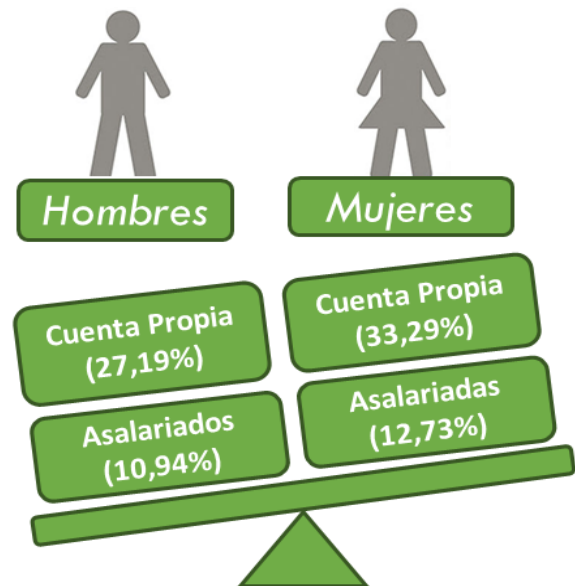 Hombres
Mujeres
Cuenta Propia
(27,19%)
Cuenta Propia
(33,29%)
Asalariados
(10,94%)
Asalariadas
(12,73%)